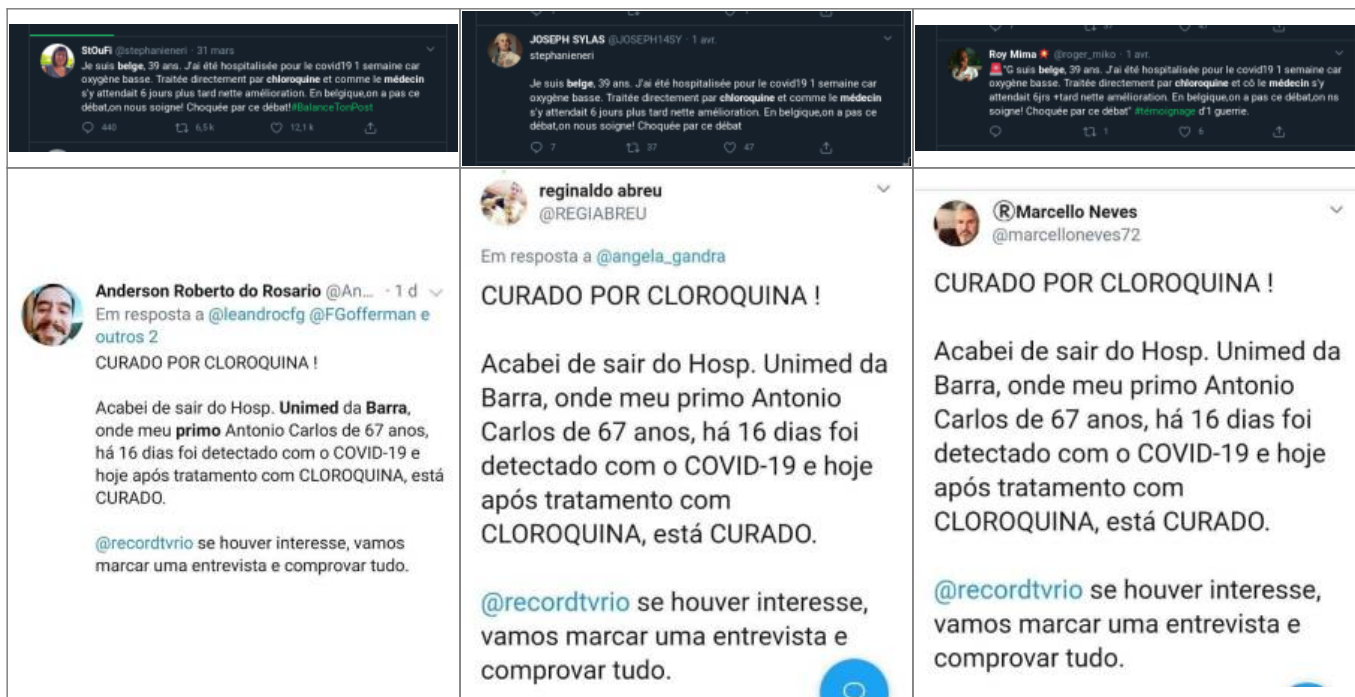 StOuFi @stephanieneri · 31 mars
Je suis belge, 39 ans. J'ai été hospitalisée pour le covid19 1 semaine car
oxygène basse. Traitée directement par chloroquine et comme le médecin
s'y attendait 6 jours plus tard nette amélioration. En belgique,on a pas ce
débat,on nous soigne! Choquée par ce débat!#BalanceTonPost
440 6,5 k 12,1 k
JOSEPH SYLAS @JOSEPH14SY · 1 avr.
stephanieneri
Je suis belge, 39 ans. J'ai été hospitalisée pour le covid19 1 semaine car
oxygène basse. Traitée directement par chloroquine et comme le médecin
s'y attendait 6 jours plus tard nette amélioration. En belgique,on a pas ce
débat,on nous soigne! Choquée par ce débat
7 37 47
Roy Mima @roger_miko · 1 avr.
"G suis belge, 39 ans. J'ai été hospitalisée pour le covid19 1 semaine car
oxygène basse. Traitée directement par chloroquine et cô le médecin s'y
attendait 6jrs +tard nette amélioration. En belgique,on a pas ce débat,on ns
soigne! Choquée par ce débat" #témoignage d'1 guerrie.
1 6
Anderson Roberto do Rosario @An... · 1 d
Em resposta a @leandrocfg @FGofferman e
outros 2
CURADO POR CLOROQUINA !
Acabei de sair do Hosp. Unimed da Barra,
onde meu primo Antonio Carlos de 67 anos,
há 16 dias foi detectado com o COVID-19 e
hoje após tratamento com CLOROQUINA, está
CURADO.
@recordtvrio se houver interesse, vamos
marcar uma entrevista e comprovar tudo.
reginaldo abreu
@REGIABREU
Em resposta a @angela_gandra
CURADO POR CLOROQUINA !
Acabei de sair do Hosp. Unimed da
Barra, onde meu primo Antonio
Carlos de 67 anos, há 16 dias foi
detectado com o COVID-19 e hoje
após tratamento com
CLOROQUINA, está CURADO.
@recordtvrio se houver interesse,
vamos marcar uma entrevista e
comprovar tudo.
®Marcello Neves
@marcelloneves72
CURADO POR CLOROQUINA !
Acabei de sair do Hosp. Unimed da
Barra, onde meu primo Antonio
Carlos de 67 anos, há 16 dias foi
detectado com o COVID-19 e hoje
após tratamento com
CLOROQUINA, está CURADO.
@recordtvrio se houver interesse,
vamos marcar uma entrevista e
comprovar tudo.